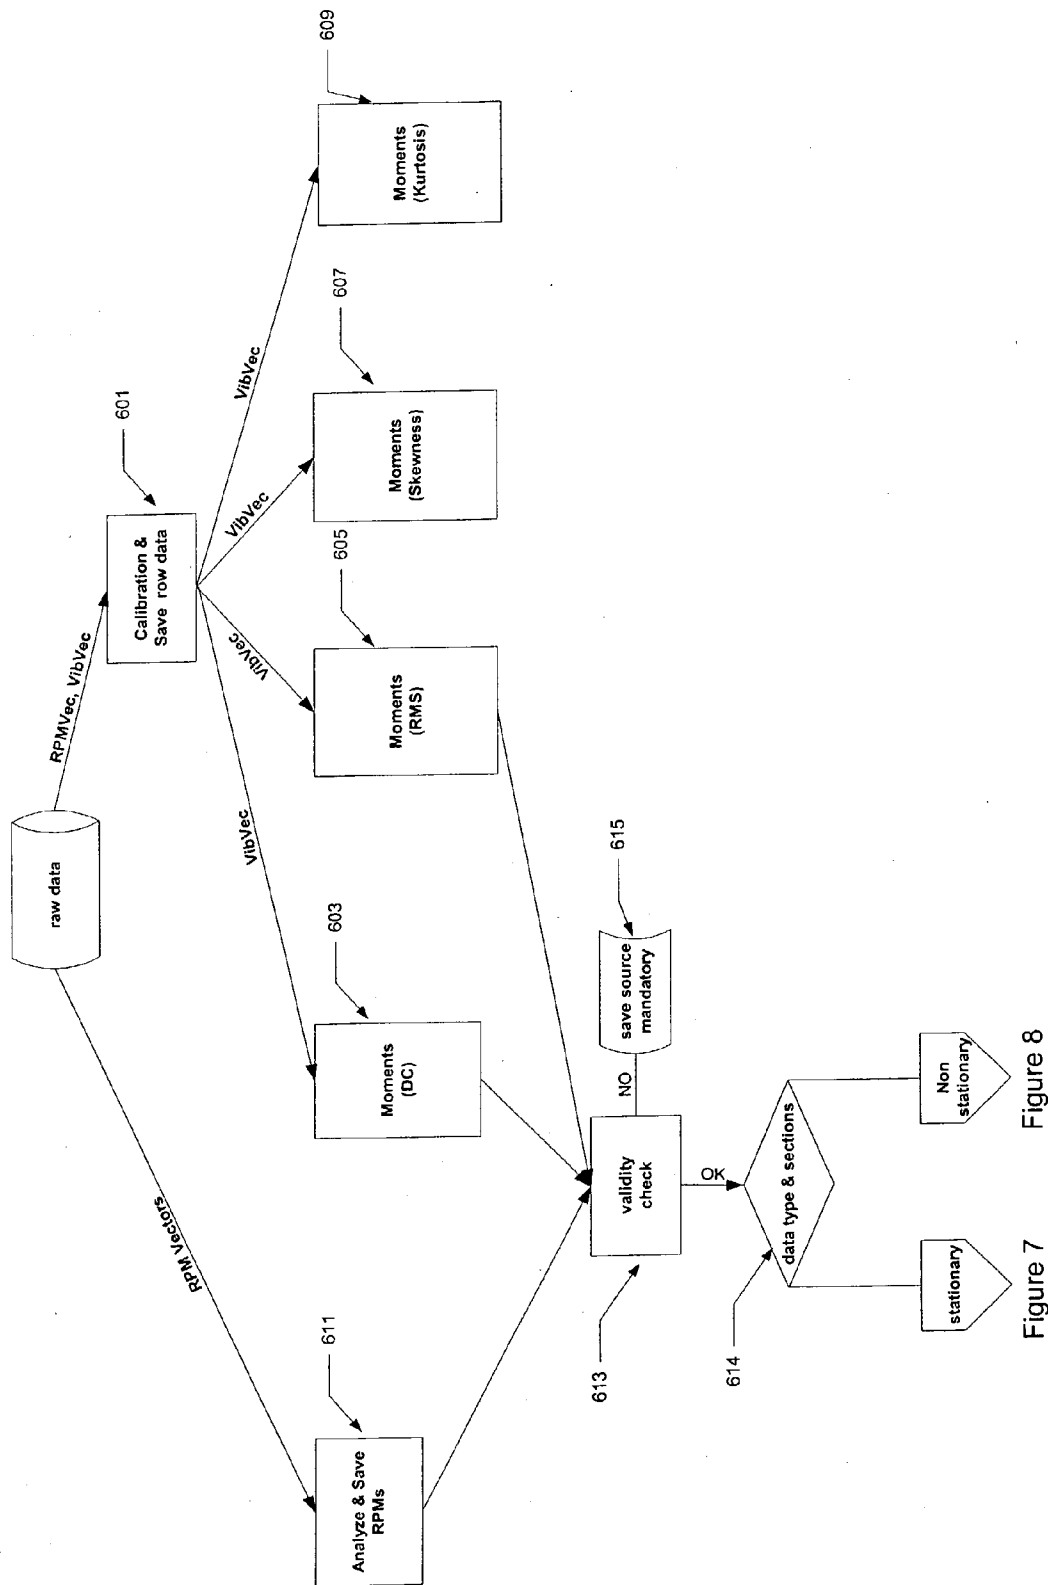 raw data
RPM Vectors
RPMVec, VibVec
601
Calibration &
Save row data
VibVec
VibVec
VibVec
VibVec
611
Analyze & Save
RPMs
603
Moments
(DC)
605
Moments
(RMS)
607
Moments
(Skewness)
609
Moments
(Kurtosis)
613
validity
check
NO
615
save source
mandatory
OK
614
data type & sections
stationary
Non
stationary
Figure 7
Figure 8